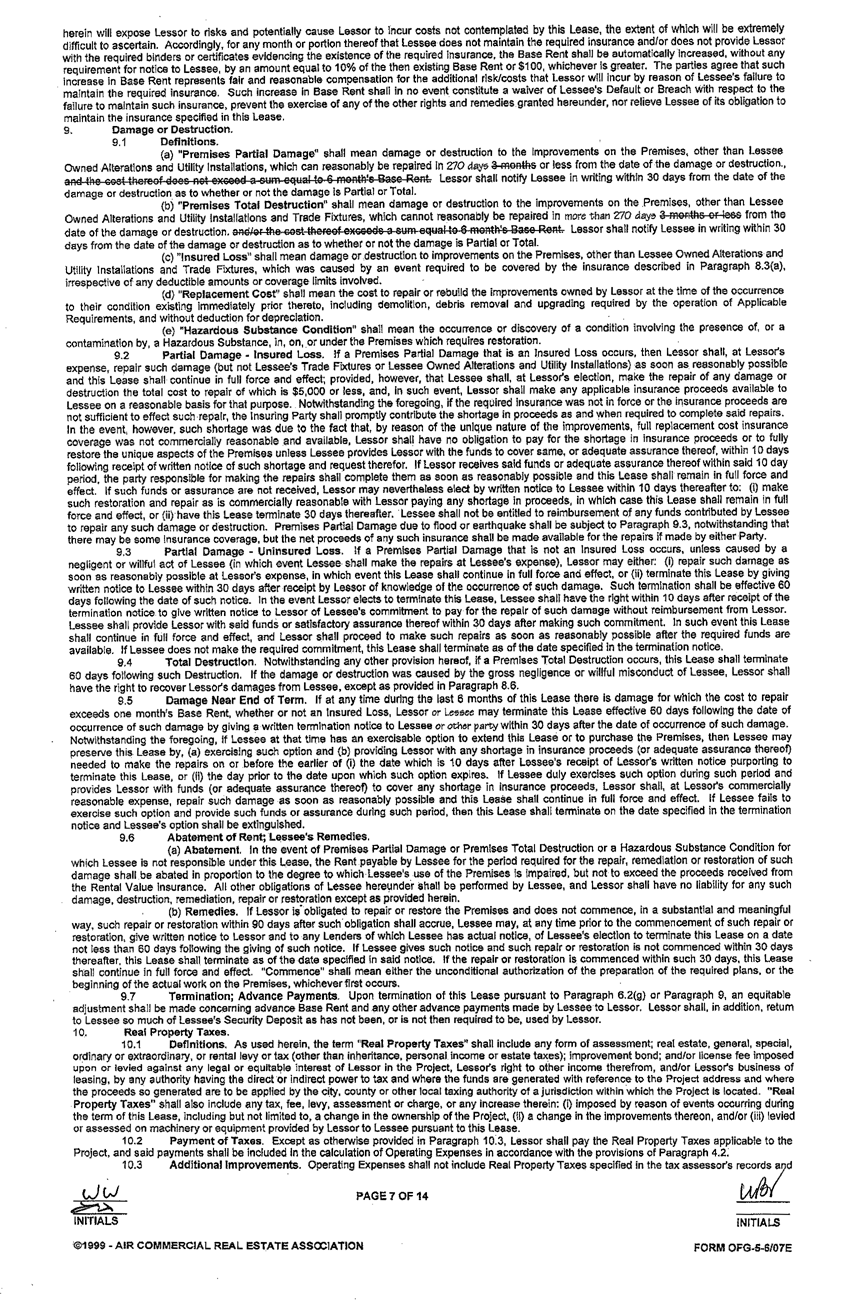 herein will expose Lessor to risks and potentially cause Lessor to incur costs not contemplated by this Lease, the extent of which will be extremely
difficult to ascertain. Accordingly, for any month or portion thereof that Lessee does not maintain the required insurance and/or does not provide Lessor
with the required binders or certificates evidencing the existence of the required insurance, the Base Rent shall be automatically increased, without any
requirement for notice to Lessee, by an amount equal to 10% of the then existing Base Rent or $100, whichever is greater. The parties agree that such
increase in Base Rent represents fair and reasonable compensation for the additional risk/costs that Lessor will incur by reason of Lessee's failure to
maintain the required insurance. Such increase in Base Rent shall in no event constitute a waiver of Lessee's Default or Breach with respect to the
failure to maintain such insurance, prevent the exercise of any of the other rights and remedies granted hereunder, nor relieve Lessee of its obligation to
maintain the insurance specified in this Lease.
9. Damage or Destruction.
9.1 Definitions.
(a) "Premises Partial Damage" shall mean damage or destruction to the improvements on the Premises, other than Lessee
Owned Alterations and Utility Installations, which can reasonably be repaired in 270 days 3 months or less from the date of the damage or destruction.,
and the cost thereof does not exceed a sum equal to 6 month's Base Rent. Lessor shall notify Lessee in writing within 30 days from the date of the
damage or destruction as to whether or not the damage is Partial or Total.
(b) "Premises Total Destruction" shall mean damage or destruction to the improvements on the Premises, other than Lessee
Owned Alterations and Utility Installations and Trade Fixtures, which cannot reasonably be repaired in more than 270 days 3 months or less from the
date of the damage or destruction. and/or the cost thereof exceeds a sum equal to 6 month's Base Rent. Lessor shall notify Lessee in writing within 30
days from the date of the damage or destruction as to whether or not the damage is Partial or Total.
(c) "Insured Loss" shall mean damage or destruction to improvements on the Premises, other than Lessee Owned Alterations and
Utility Installations and Trade Fixtures, which was caused by an event required to be covered by the insurance described in Paragraph 8.3(a),
irrespective of any deductible amounts or coverage limits involved.
(d) "Replacement Cost" shall mean the cost to repair or rebuild the improvements owned by Lessor at the time of the occurrence
to their condition existing immediately prior thereto, including demolition, debris removal and upgrading required by the operation of Applicable
Requirements, and without deduction for depreciation.
(e) "Hazardous Substance Condition" shall mean the occurrence or discovery of a condition involving the presence of, or a
contamination by, a Hazardous Substance, in, on, or under the Premises which requires restoration.
9.2 Partial Damage - Insured Loss. If a Premises Partial Damage that is an Insured Loss occurs, then Lessor shall, at Lessor's
expense, repair such damage (but not Lessee's Trade Fixtures or Lessee Owned Alterations and Utility Installations) as soon as reasonably possible
and this Lease shall continue in full force and effect; provided, however, that Lessee shall, at Lessor's election, make the repair of any damage or
destruction the total cost to repair of which is $5,000 or less, and, in such event, Lessor shall make any applicable insurance proceeds available to
Lessee on a reasonable basis for that purpose. Notwithstanding the foregoing, if the required insurance was not in force or the insurance proceeds are
not sufficient to effect such repair, the Insuring Party shall promptly contribute the shortage in proceeds as and when required to complete said repairs.
In the event, however, such shortage was due to the fact that, by reason of the unique nature of the improvements, full replacement cost insurance
coverage was not commercially reasonable and available, Lessor shall have no obligation to pay for the shortage in insurance proceeds or to fully
restore the unique aspects of the Premises unless Lessee provides Lessor with the funds to cover same, or adequate assurance thereof, within 10 days
following receipt of written notice of such shortage and request therefor. If Lessor receives said funds or adequate assurance thereof within said 10 day
period, the party responsible for making the repairs shall complete them as soon as reasonably possible and this Lease shall remain in full force and
effect. If such funds or assurance are not received, Lessor may nevertheless elect by written notice to Lessee within 10 days thereafter to: (i) make
such restoration and repair as is commercially reasonable with Lessor paying any shortage in proceeds, in which case this Lease shall remain in full
force and effect, or (ii) have this Lease terminate 30 days thereafter. Lessee shall not be entitled to reimbursement of any funds contributed by Lessee
to repair any such damage or destruction. Premises Partial Damage due to flood or earthquake shall be subject to Paragraph 9.3, notwithstanding that
there may be some insurance coverage, but the net proceeds of any such insurance shall be made available for the repairs if made by either Party.
9.3 Partial Damage - Uninsured Loss. If a Premises Partial Damage that is not an Insured Loss occurs, unless caused by a
negligent or willful act of Lessee (in which event Lessee shall make the repairs at Lessee's expense), Lessor may either: (i) repair such damage as
soon as reasonably possible at Lessor's expense, in which event this Lease shall continue in full force and effect, or (ii) terminate this Lease by giving
written notice to Lessee within 30 days after receipt by Lessor of knowledge of the occurrence of such damage. Such termination shall be effective 60
days following the date of such notice. In the event Lessor elects to terminate this Lease, Lessee shall have the right within 10 days after receipt of the
termination notice to give written notice to Lessor of Lessee's commitment to pay for the repair of such damage without reimbursement from Lessor.
Lessee shall provide Lessor with said funds or satisfactory assurance thereof within 30 days after making such commitment. In such event this Lease
shall continue in full force and effect, and Lessor shall proceed to make such repairs as soon as reasonably possible after the required funds are
available. If Lessee does not make the required commitment, this Lease shall terminate as of the date specified in the termination notice.
9.4 Total Destruction. Notwithstanding any other provision hereof, if a Premises Total Destruction occurs, this Lease shall terminate
60 days following such Destruction. If the damage or destruction was caused by the gross negligence or willful misconduct of Lessee, Lessor shall
have the right to recover Lessor's damages from Lessee, except as provided in Paragraph 8.6.
9.5 Damage Near End of Term. If at any time during the last 6 months of this Lease there is damage for which the cost to repair
exceeds one month's Base Rent, whether or not an Insured Loss, Lessor or Lessee may terminate this Lease effective 60 days following the date of
occurrence of such damage by giving a written termination notice to Lessee or other party within 30 days after the date of occurrence of such damage.
Notwithstanding the foregoing, if Lessee at that time has an exercisable option to extend this Lease or to purchase the Premises, then Lessee may
preserve this Lease by, (a) exercising such option and (b) providing Lessor with any shortage in insurance proceeds (or adequate assurance thereof)
needed to make the repairs on or before the earlier of (i) the date which is 10 days after Lessee's receipt of Lessor's written notice purporting to
terminate this Lease, or (ii) the day prior to the date upon which such option expires. If Lessee duly exercises such option during such period and
provides Lessor with funds (or adequate assurance thereof) to cover any shortage in insurance proceeds, Lessor shall, at Lessor's commercially
reasonable expense, repair such damage as soon as reasonably possible and this Lease shall continue in full force and effect. If Lessee fails to
exercise such option and provide such funds or assurance during such period, then this Lease shall terminate on the date specified in the termination
notice and Lessee's option shall be extinguished.
9.6 Abatement of Rent; Lessee's Remedies.
(a) Abatement. In the event of Premises Partial Damage or Premises Total Destruction or a Hazardous Substance Condition for
which Lessee is not responsible under this Lease, the Rent payable by Lessee for the period required for the repair, remediation or restoration of such
damage shall be abated in proportion to the degree to which Lessee's use of the Premises is impaired, but not to exceed the proceeds received from
the Rental Value Insurance. All other obligations of Lessee hereunder shall be performed by Lessee, and Lessor shall have no liability for any such
damage, destruction, remediation, repair or restoration except as provided herein.
(b) Remedies. If Lessor is obligated to repair or restore the Premises and does not commence, in a substantial and meaningful
way, such repair or restoration within 90 days after such obligation shall accrue, Lessee may, at any time prior to the commencement of such repair or
restoration, give written notice to Lessor and to any Lenders of which Lessee has actual notice, of Lessee's election to terminate this Lease on a date
not less than 60 days following the giving of such notice. If Lessee gives such notice and such repair or restoration is not commenced within 30 days
thereafter, this Lease shall terminate as of the date specified in said notice. If the repair or restoration is commenced within such 30 days, this Lease
shall continue in full force and effect. "Commence" shall mean either the unconditional authorization of the preparation of the required plans, or the
beginning of the actual work on the Premises, whichever first occurs.
9.7 Termination; Advance Payments. Upon termination of this Lease pursuant to Paragraph 6.2(g) or Paragraph 9, an equitable
adjustment shall be made concerning advance Base Rent and any other advance payments made by Lessee to Lessor. Lessor shall, in addition, return
to Lessee so much of Lessee's Security Deposit as has not been, or is not then required to be, used by Lessor.
10. Real Property Taxes.
10.1 Definitions. As used herein, the term "Real Property Taxes" shall include any form of assessment; real estate, general, special,
ordinary or extraordinary, or rental levy or tax (other than inheritance, personal income or estate taxes); improvement bond; and/or license fee imposed
upon or levied against any legal or equitable interest of Lessor in the Project, Lessor's right to other income therefrom, and/or Lessor's business of
leasing, by any authority having the direct or indirect power to tax and where the funds are generated with reference to the Project address and where
the proceeds so generated are to be applied by the city, county or other local taxing authority of a jurisdiction within which the Project is located. "Real
Property Taxes" shall also include any tax, fee, levy, assessment or charge, or any increase therein: (i) imposed by reason of events occurring during
the term of this Lease, including but not limited to, a change in the ownership of the Project, (ii) a change in the improvements thereon, and/or (iii) levied
or assessed on machinery or equipment provided by Lessor to Lessee pursuant to this Lease.
10.2 Payment of Taxes. Except as otherwise provided in Paragraph 10.3, Lessor shall pay the Real Property Taxes applicable to the
Project, and said payments shall be included in the calculation of Operating Expenses in accordance with the provisions of Paragraph 4.2.
10.3 Additional Improvements. Operating Expenses shall not include Real Property Taxes specified in the tax assessor's records and
PAGE 7 OF 14
INITIALS
INITIALS
©1999 - AIR COMMERCIAL REAL ESTATE ASSOCIATION
FORM OFG-5-6/07E